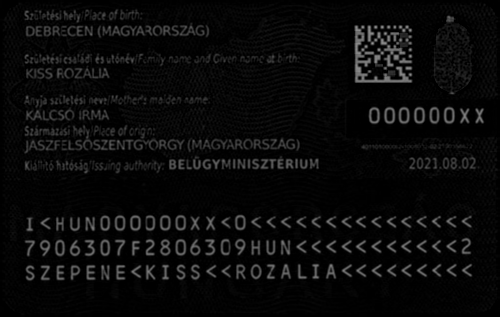 Születési hely/Place of birth:
DEBRECEN (MAGYARORSZÁG)
Születési családi és utónév/Family name and Given name at birth:
KISS ROZÁLIA
Anyja születési neve/Mother's maiden name:
KALCSÓ IRMA
000000XX
Származási hely/Place of origin:
JÁSZFELSŐSZENTGYÖRGY (MAGYARORSZÁG)
Kiállító hatóság/Issuing authority: BELÜGYMINISZTÉRIUM
2021.08.02.
I<HUN000000XX<0<<<<<<<<<<<<<<<
7906307F2806309HUN<<<<<<<<<<<2
SZEPENE<KISS<<ROZALIA<<<<<<<<<